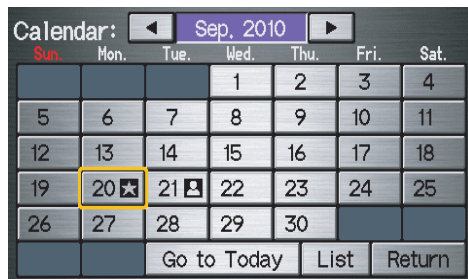 Calendar: Sep, 2010
Sun. Mon. Tue. Wed. Thu. Fri. Sat.
1 2 3 4
5 6 7 8 9 10 11
12 13 14 15 16 17 18
19 20 21 22 23 24 25
26 27 28 29 30
Go to Today List Return